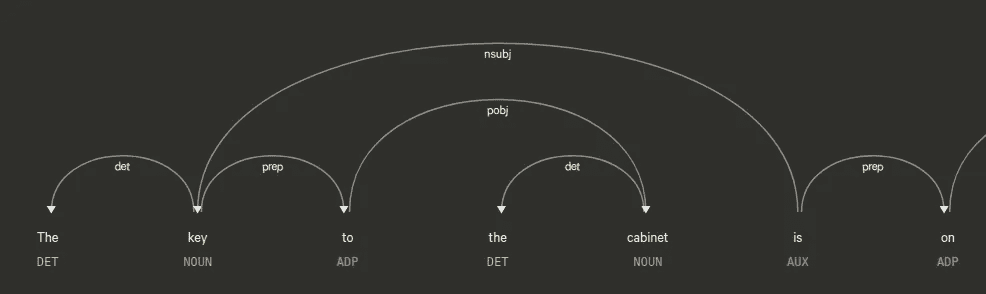 nsubj
pobj
det prep det prep
The key to the cabinet is on
DET NOUN ADP DET NOUN AUX ADP